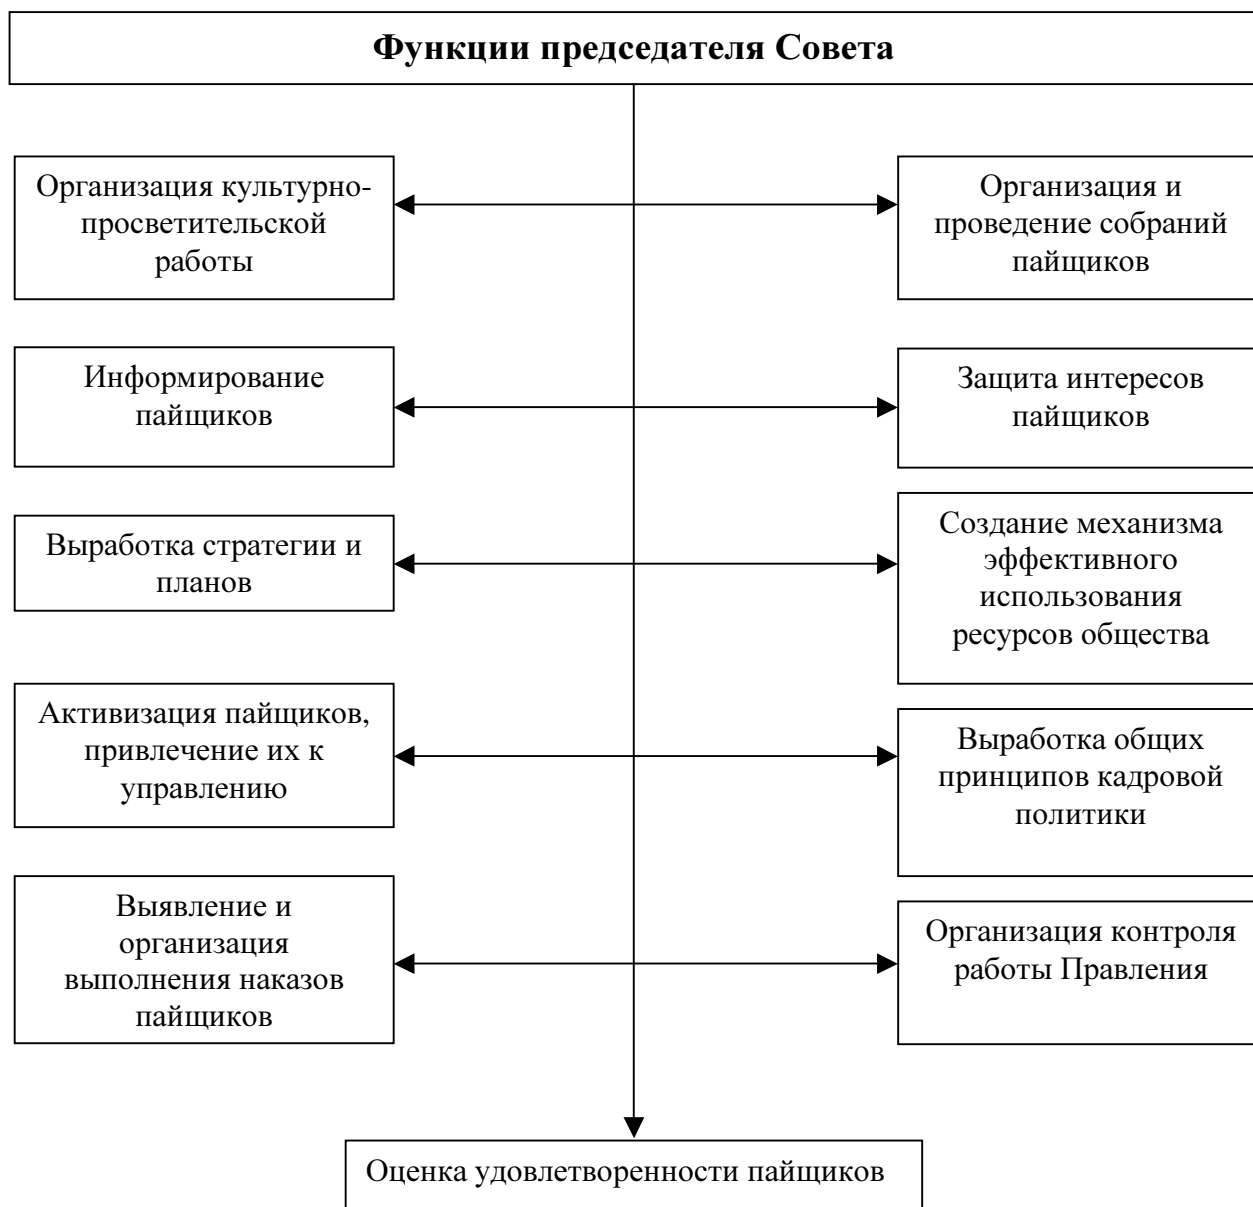 Функции председателя Совета
Организация культурно-
просветительской
работы
Организация и
проведение собраний
пайщиков
Информирование
пайщиков
Защита интересов
пайщиков
Выработка стратегии и
планов
Создание механизма
эффективного
использования
ресурсов общества
Активизация пайщиков,
привлечение их к
управлению
Выработка общих
принципов кадровой
политики
Выявление и
организация
выполнения наказов
пайщиков
Организация контроля
работы Правления
Оценка удовлетворенности пайщиков